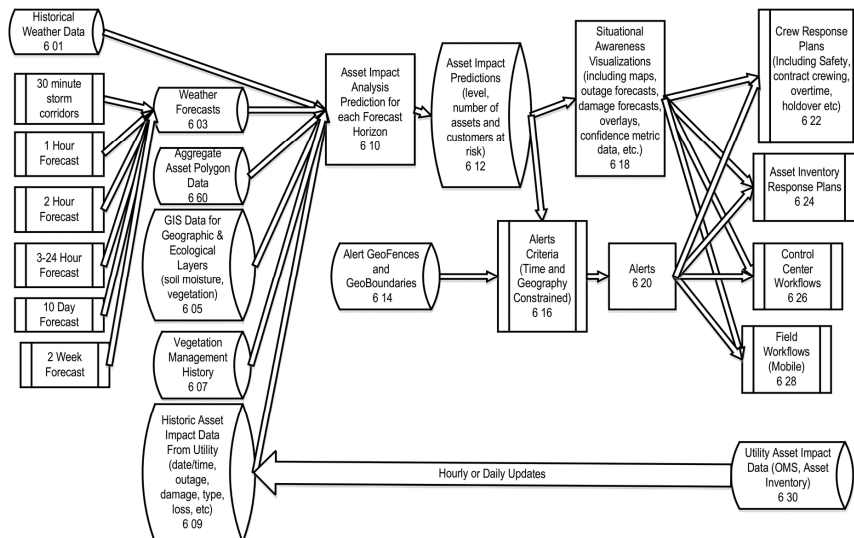 Historical
Weather Data
6 01
30 minute
storm
corridors
1 Hour
Forecast
2 Hour
Forecast
3-24 Hour
Forecast
10 Day
Forecast
2 Week
Forecast
Weather
Forecasts
6 03
Aggregate
Asset Polygon
Data
6 60
GIS Data for
Geographic &
Ecological
Layers
(soil moisture,
vegetation)
6 05
Vegetation
Management
History
6 07
Historic Asset
Impact Data
From Utility
(date/time,
outage,
damage, type,
loss, etc)
6 09
Asset Impact
Analysis
Prediction for
each Forecast
Horizon
6 10
Asset Impact
Predictions
(level,
number of
assets and
customers at
risk)
6 12
Alert GeoFences
and
GeoBoundaries
6 14
Alerts
Criteria
(Time and
Geography
Constrained)
6 16
Situational
Awareness
Visualizations
(including maps,
outage forecasts,
damage forecasts,
overlays,
confidence metric
data, etc.)
6 18
Alerts
6 20
Crew Response
Plans
(Including Safety,
contract crewing,
overtime,
holdover etc)
6 22
Asset Inventory
Response Plans
6 24
Control
Center
Workflows
6 26
Field
Workflows
(Mobile)
6 28
Hourly or Daily Updates
Utility Asset Impact
Data (OMS, Asset
Inventory)
6 30